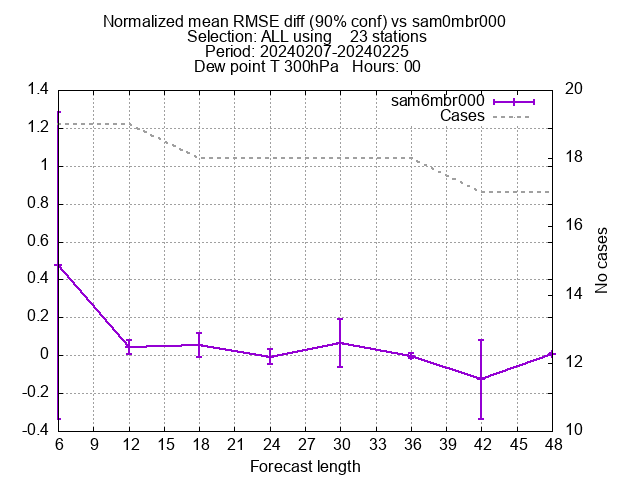 Normalized mean RMSE diff (90% conf) vs sam0mbr000
Selection: ALL using    23 stations
Period: 20240207-20240225
Dew point T 300hPa   Hours: 00
sam6mbr000
Cases
1.4
1.2
1
0.8
0.6
0.4
0.2
0
-0.2
-0.4
20
18
16
14
12
10
No cases
6 9 12 15 18 21 24 27 30 33 36 39 42 45 48
Forecast length